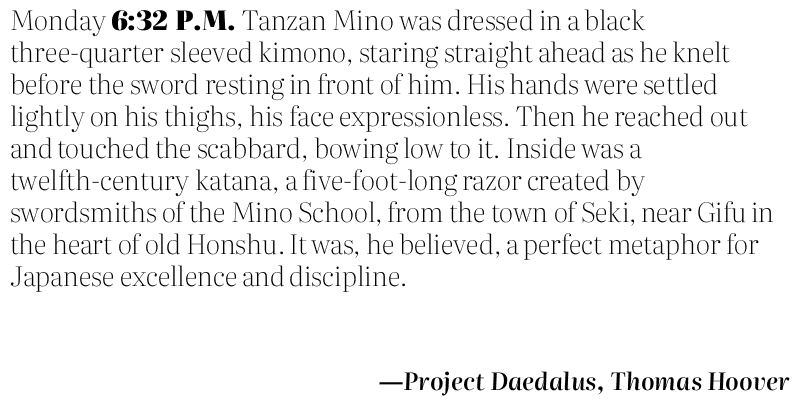 Monday 6:32 P.M. Tanzan Mino was dressed in a black
three-quarter sleeved kimono, staring straight ahead as he knelt
before the sword resting in front of him. His hands were settled
lightly on his thighs, his face expressionless. Then he reached out
and touched the scabbard, bowing low to it. Inside was a
twelfth-century katana, a five-foot-long razor created by
swordsmiths of the Mino School, from the town of Seki, near Gifu in
the heart of old Honshu. It was, he believed, a perfect metaphor for
Japanese excellence and discipline.
—Project Daedalus, Thomas Hoover